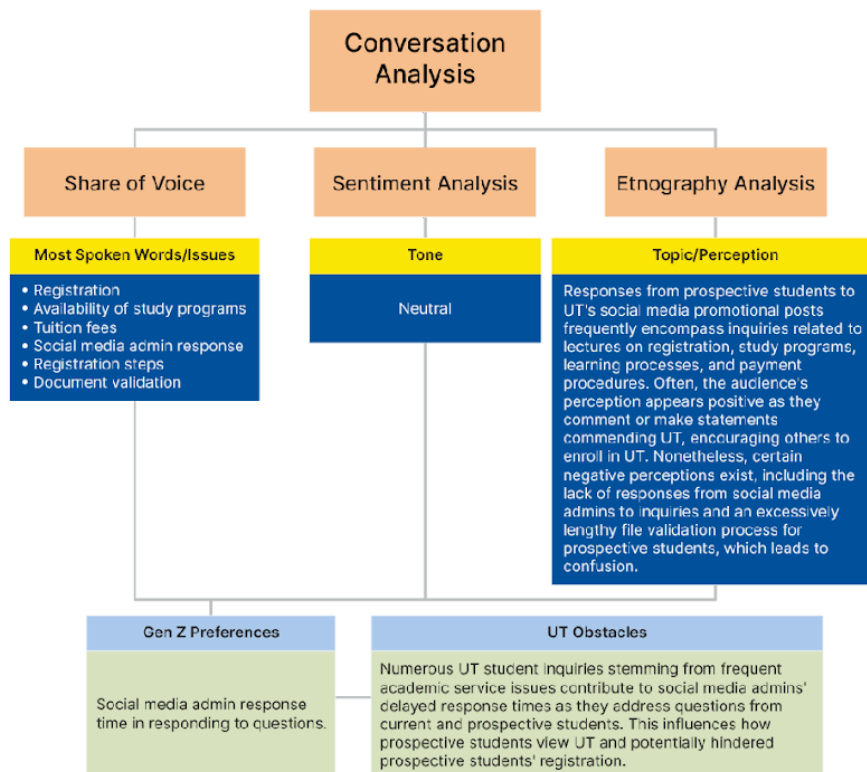 Conversation
Analysis
Share of Voice
Sentiment Analysis
Etnography Analysis
Most Spoken Words/Issues
• Registration
• Availability of study programs
• Tuition fees
• Social media admin response
• Registration steps
• Document validation
Tone
Neutral
Topic/Perception
Responses from prospective students to
UT's social media promotional posts
frequently encompass inquiries related to
lectures on registration, study programs,
learning processes, and payment
procedures. Often, the audience's
perception appears positive as they
comment or make statements
commending UT, encouraging others to
enroll in UT. Nonetheless, certain
negative perceptions exist, including the
lack of responses from social media
admins to inquiries and an excessively
lengthy file validation process for
prospective students, which leads to
confusion.
Gen Z Preferences
Social media admin response
time in responding to questions.
UT Obstacles
Numerous UT student inquiries stemming from frequent
academic service issues contribute to social media admins'
delayed response times as they address questions from
current and prospective students. This influences how
prospective students view UT and potentially hindered
prospective students' registration.